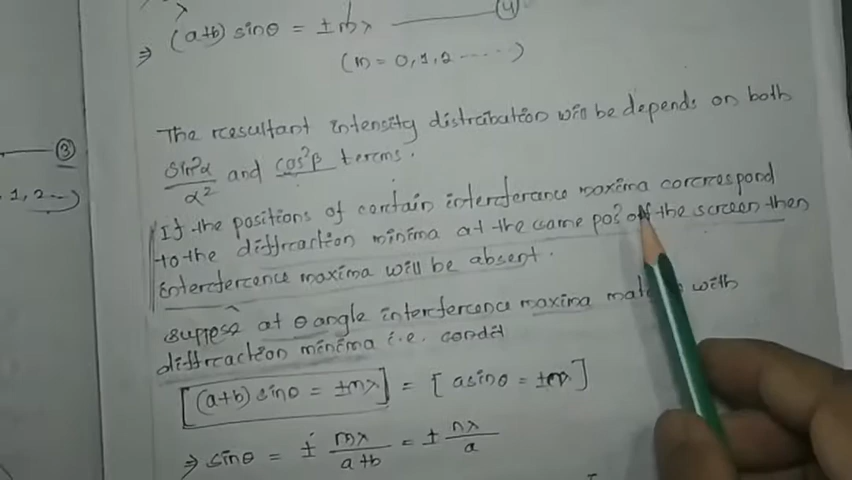 ⇒ (a+b) sinθ = ±mλ ——— (4)
(m = 0,1,2 ......)
③
1, 2 ...)
The resultant intensity distribution will be depends on both
sin²α/α² and cos²β terms.
If the positions of certain interference maxima correspond
to the diffraction minima at the same pos of the screen then
interference maxima will be absent.
suppose at θ angle interference maxima with
diffraction minima i.e. condit
[(a+b) sinθ = ±mλ] = [a sinθ = ±nλ]
⇒ sinθ = ± mλ/a+b = ± nλ/a